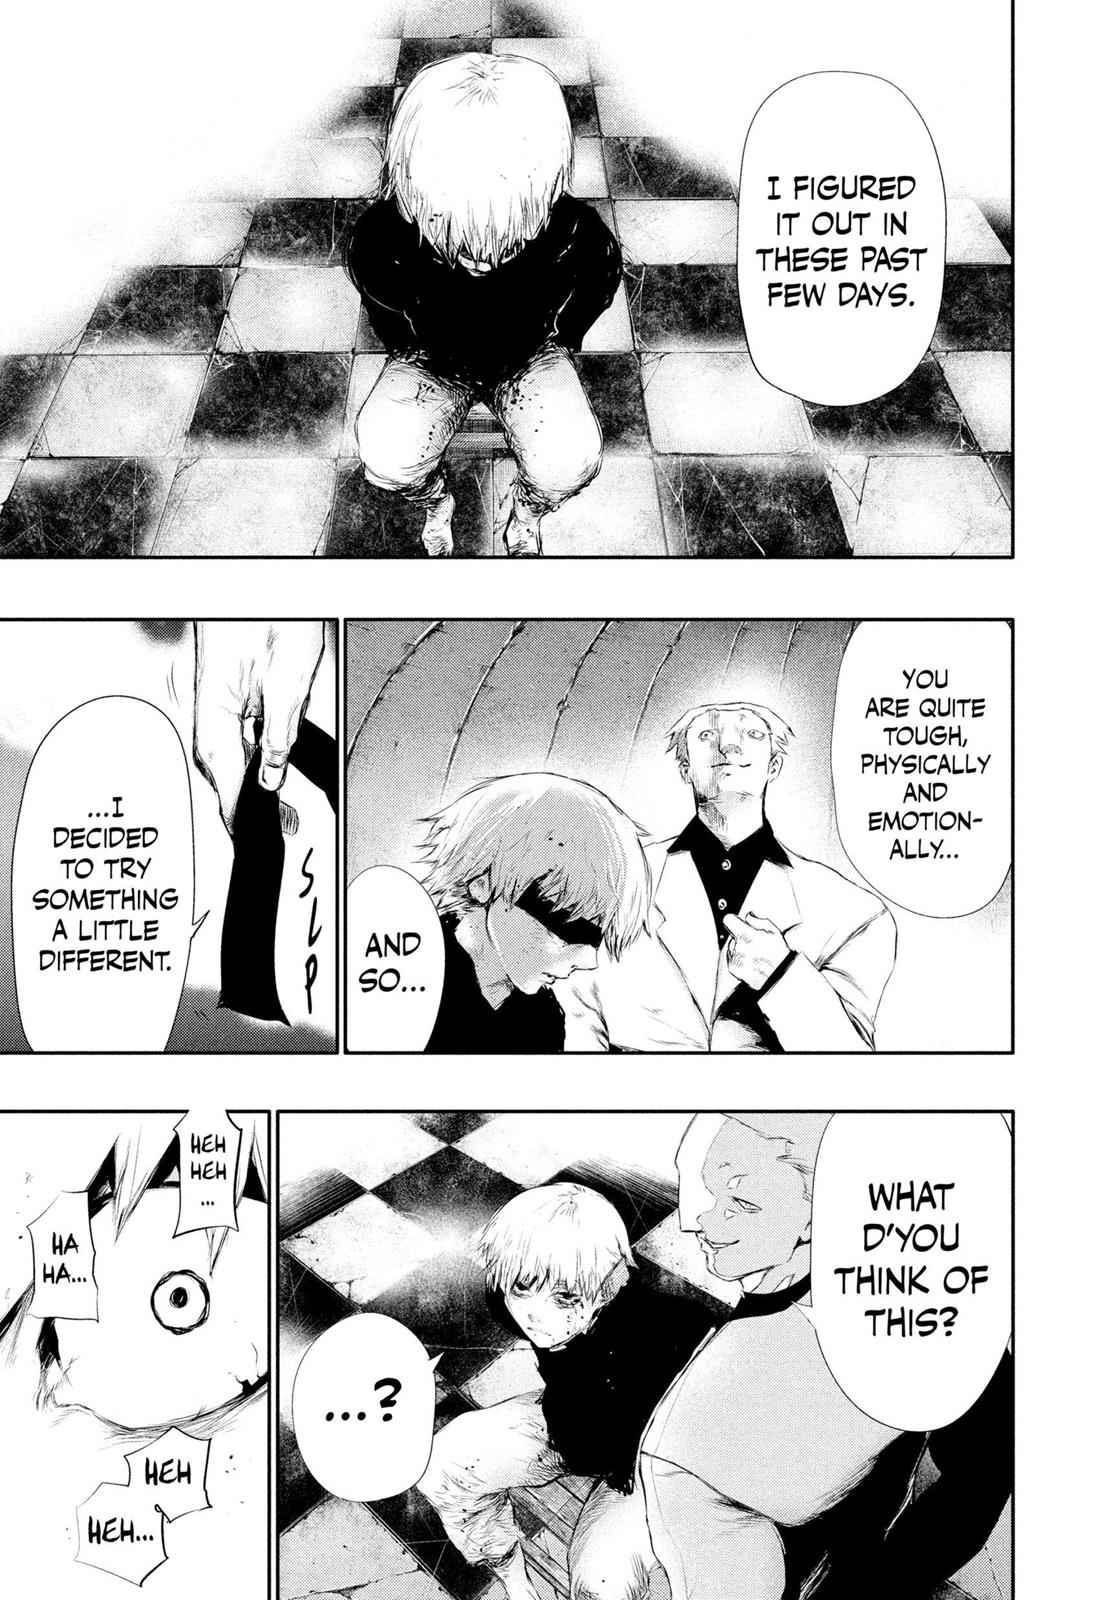 I FIGURED
IT OUT IN
THESE PAST
FEW DAYS.
YOU
ARE QUITE
TOUGH,
PHYSICALLY
AND
EMOTION-
ALLY...
AND
SO...
...I
DECIDED
TO TRY
SOMETHING
A LITTLE
DIFFERENT.
SLP
WHAT
D'YOU
THINK OF
THIS?
...?
HEH
HEH
...
HA
HA...
HEH
HEH...